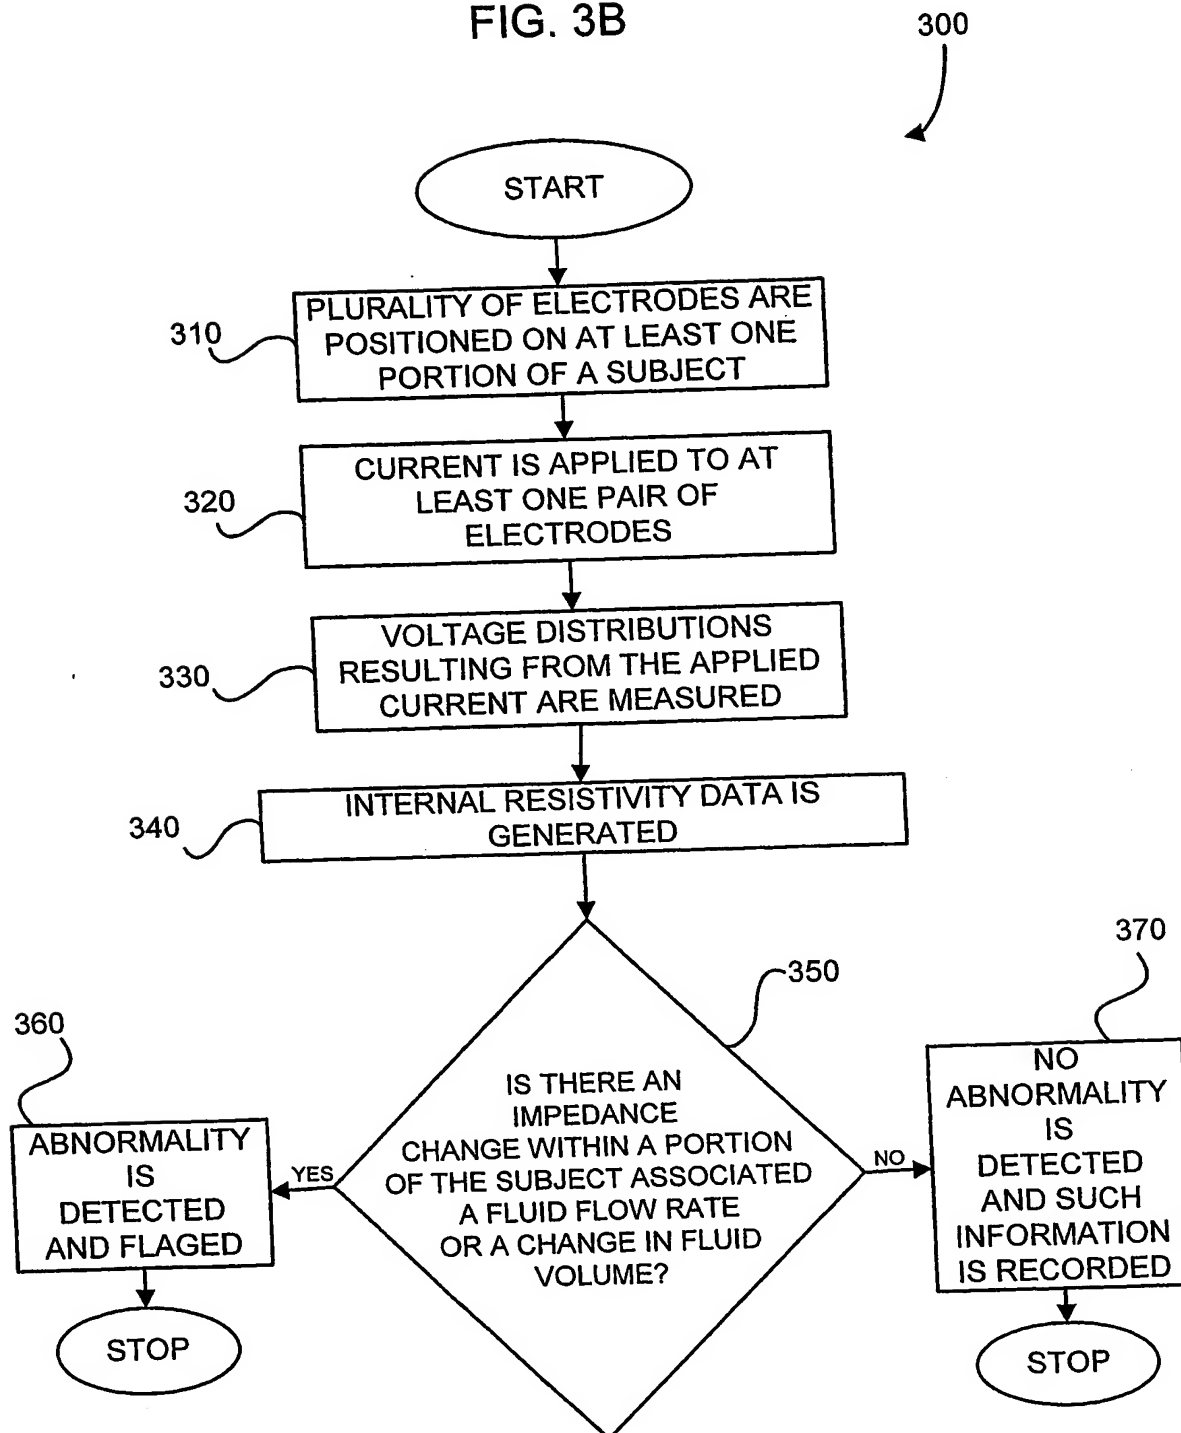 FIG. 3B
300
START
310
PLURALITY OF ELECTRODES ARE
POSITIONED ON AT LEAST ONE
PORTION OF A SUBJECT
320
CURRENT IS APPLIED TO AT
LEAST ONE PAIR OF
ELECTRODES
330
VOLTAGE DISTRIBUTIONS
RESULTING FROM THE APPLIED
CURRENT ARE MEASURED
340
INTERNAL RESISTIVITY DATA IS
GENERATED
350
IS THERE AN
IMPEDANCE
CHANGE WITHIN A PORTION
OF THE SUBJECT ASSOCIATED
A FLUID FLOW RATE
OR A CHANGE IN FLUID
VOLUME?
YES
360
ABNORMALITY
IS
DETECTED
AND FLAGED
STOP
NO
370
NO
ABNORMALITY
IS
DETECTED
AND SUCH
INFORMATION
IS RECORDED
STOP